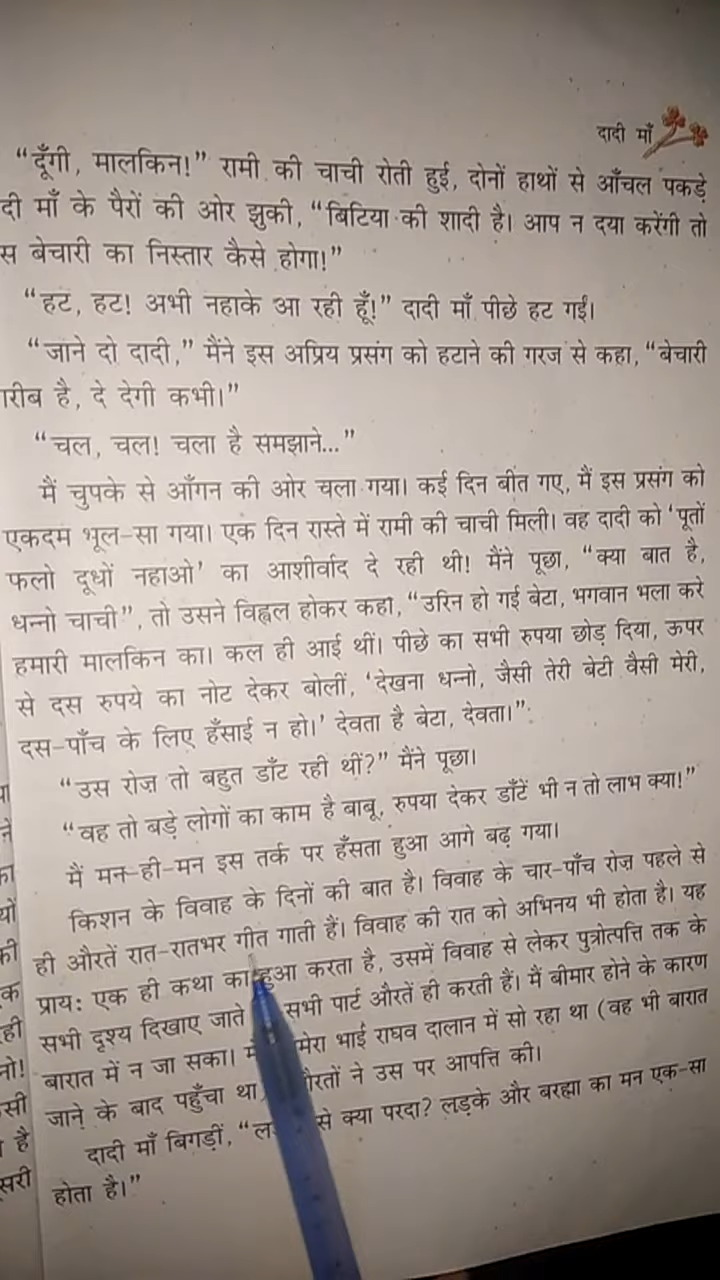 दादी माँ
“दूँगी, मालकिन!” रामी की चाची रोती हुई, दोनों हाथों से आँचल पकड़े
दी माँ के पैरों की ओर झुकी, “बिटिया की शादी है। आप न दया करेंगी तो
स बेचारी का निस्तार कैसे होगा!”
“हट, हट! अभी नहाके आ रही हूँ!” दादी माँ पीछे हट गईं।
“जाने दो दादी,” मैंने इस अप्रिय प्रसंग को हटाने की गरज से कहा, “बेचारी
रीब है, दे देगी कभी।”
“चल, चल! चला है समझाने...”
मैं चुपके से आँगन की ओर चला गया। कई दिन बीत गए, मैं इस प्रसंग को
एकदम भूल-सा गया। एक दिन रास्ते में रामी की चाची मिली। वह दादी को ‘पूतों
फलो दूधों नहाओ’ का आशीर्वाद दे रही थी! मैंने पूछा, “क्या बात है,
धन्नो चाची”, तो उसने विह्वल होकर कहा, “उरिन हो गई बेटा, भगवान भला करे
हमारी मालकिन का। कल ही आई थीं। पीछे का सभी रुपया छोड़ दिया, ऊपर
से दस रुपये का नोट देकर बोलीं, ‘देखना धन्नो, जैसी तेरी बेटी वैसी मेरी,
दस-पाँच के लिए हँसाई न हो।’ देवता है बेटा, देवता।”
“उस रोज़ तो बहुत डाँट रही थीं?” मैंने पूछा।
“वह तो बड़े लोगों का काम है बाबू, रुपया देकर डाँटें भी न तो लाभ क्या!”
मैं मन-ही-मन इस तर्क पर हँसता हुआ आगे बढ़ गया।
किशन के विवाह के दिनों की बात है। विवाह के चार-पाँच रोज़ पहले से
ही औरतें रात-रातभर गीत गाती हैं। विवाह की रात को अभिनय भी होता है। यह
प्राय: एक ही कथा का हुआ करता है, उसमें विवाह से लेकर पुत्रोत्पत्ति तक के
सभी दृश्य दिखाए जाते सभी पार्ट औरतें ही करती हैं। मैं बीमार होने के कारण
बारात में न जा सका। मेरा भाई राघव दालान में सो रहा था (वह भी बारात
जाने के बाद पहुँचा था ने उस पर आपत्ति की।
दादी माँ बिगड़ीं, “ से क्या परदा? लड़के और बरह्मा का मन एक-सा
होता है।”